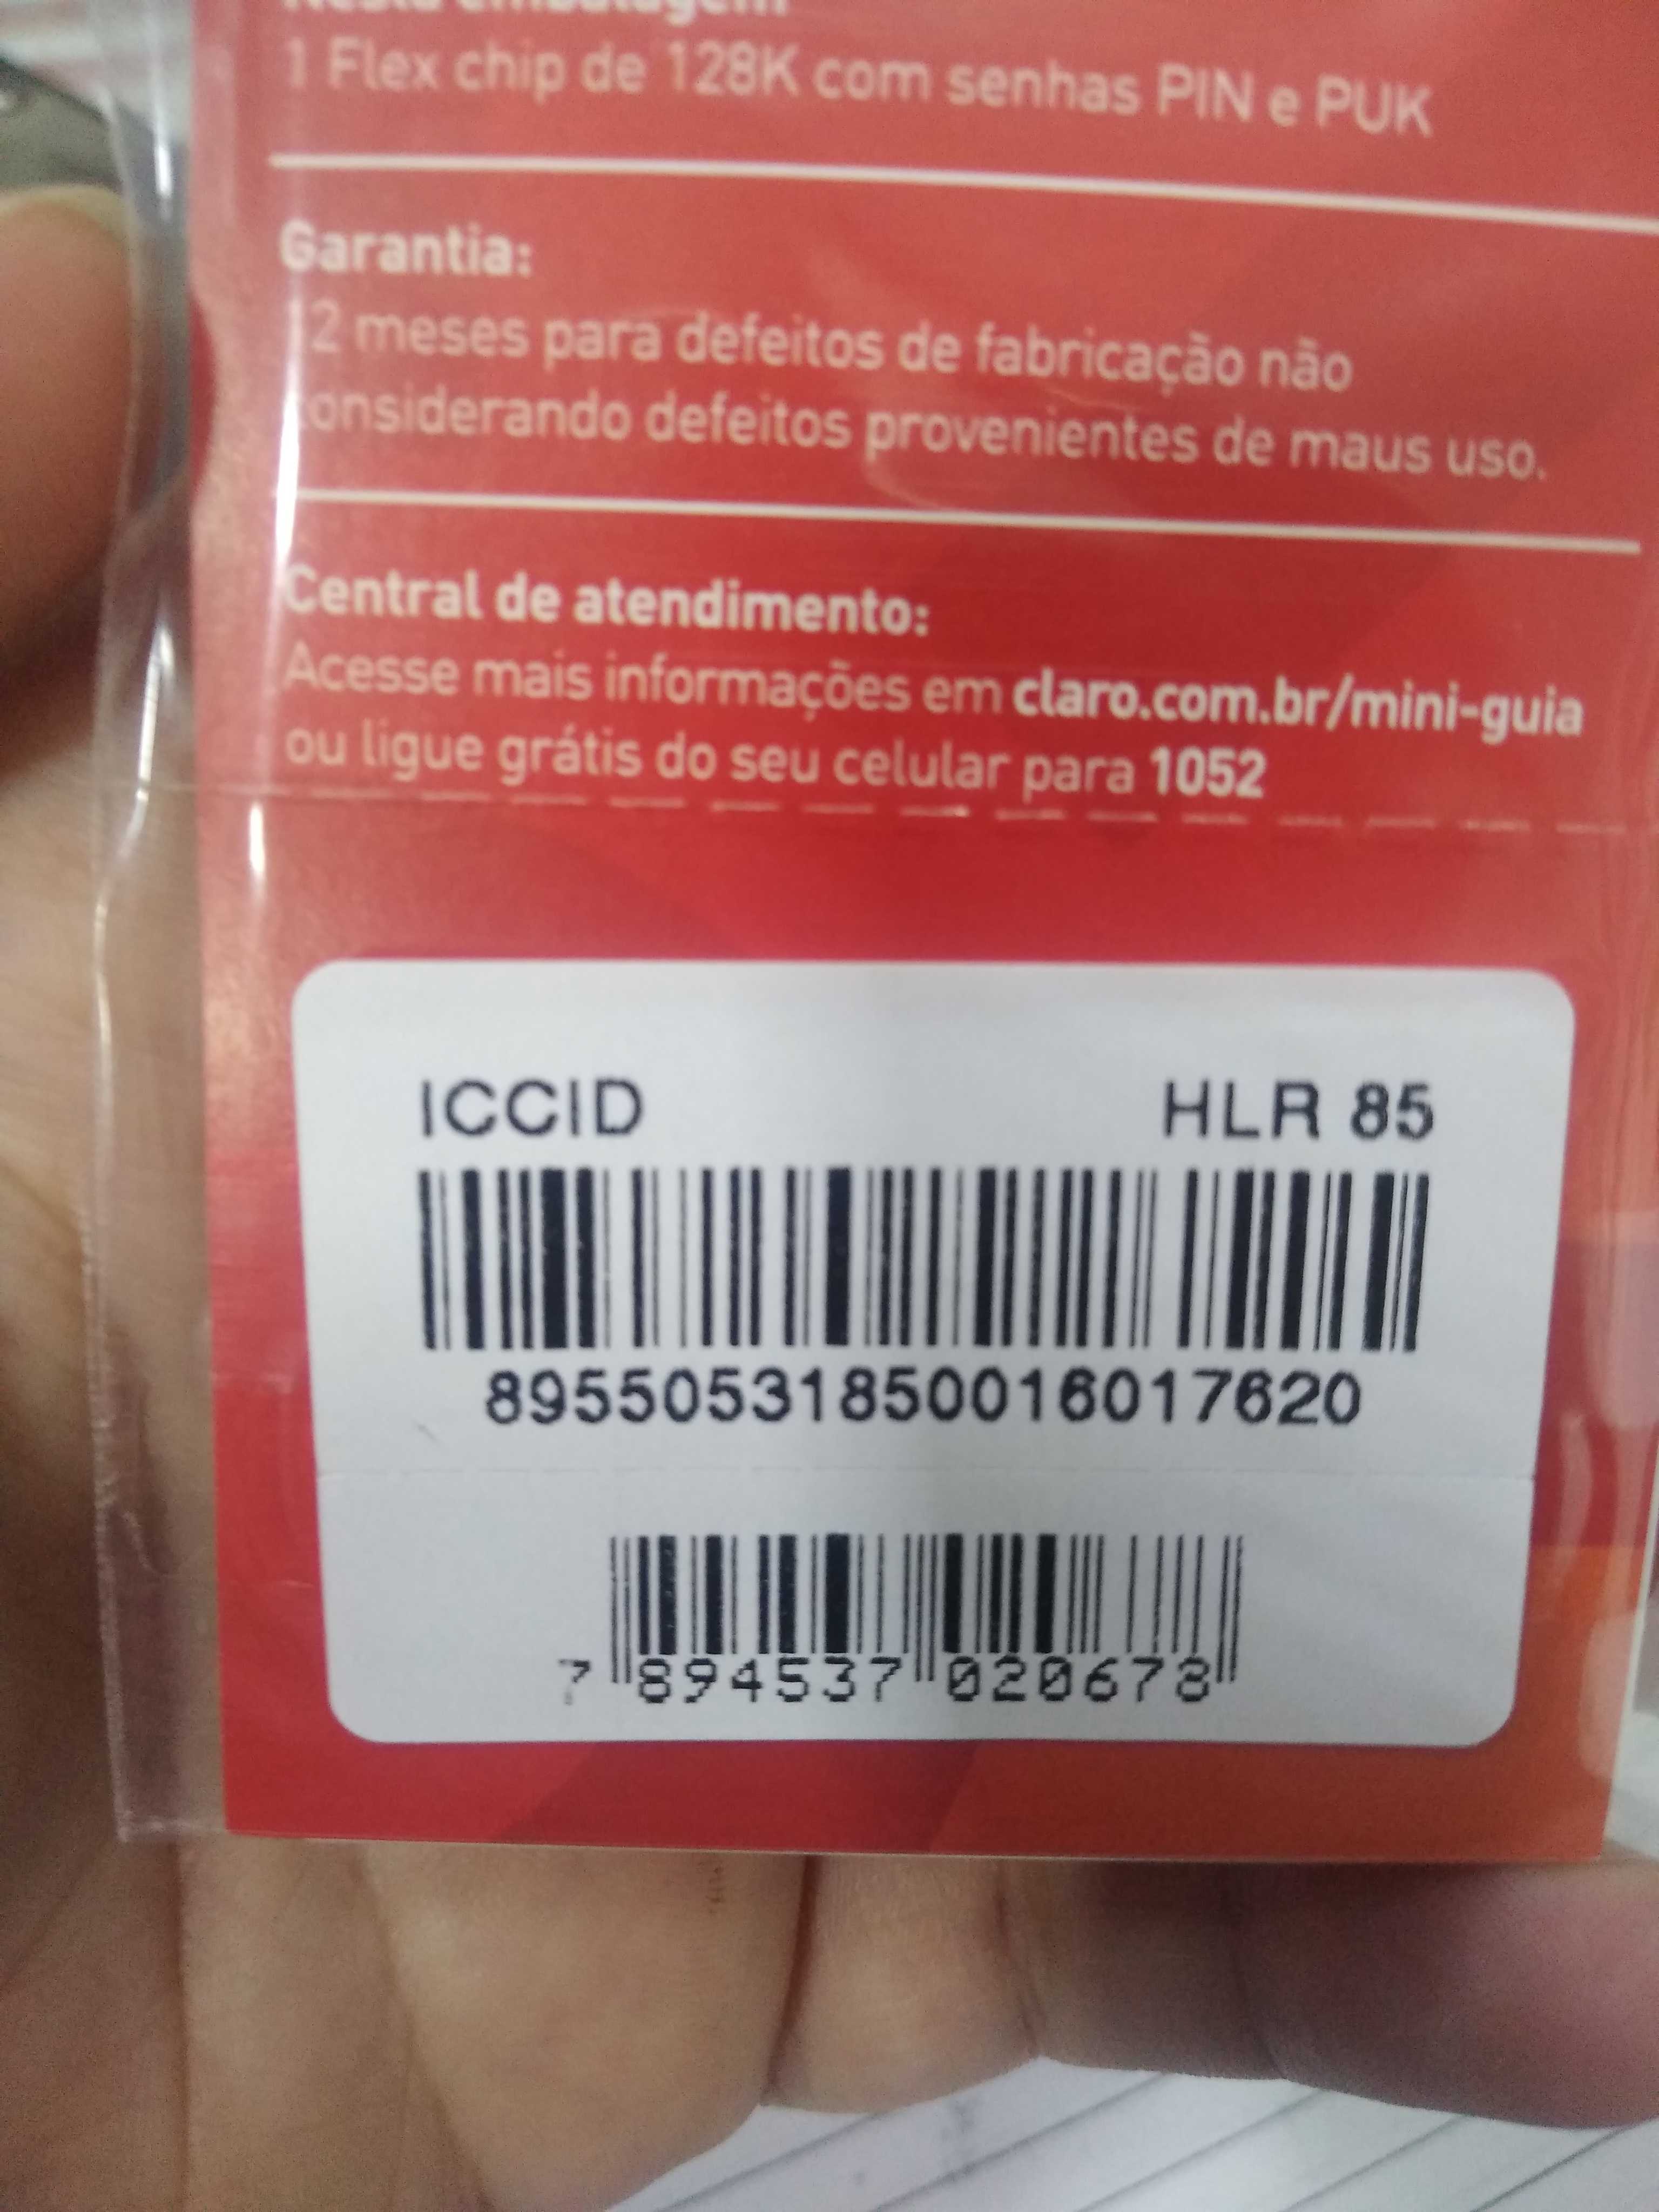 Nesta embalagem
1 Flex chip de 128K com senhas PIN e PUK
Garantia:
12 meses para defeitos de fabricação não
considerando defeitos provenientes de maus uso.
Central de atendimento:
Acesse mais informações em claro.com.br/mini-guia
ou ligue grátis do seu celular para 1052
ICCID HLR 85
89550531850016017620
7 894537 020678